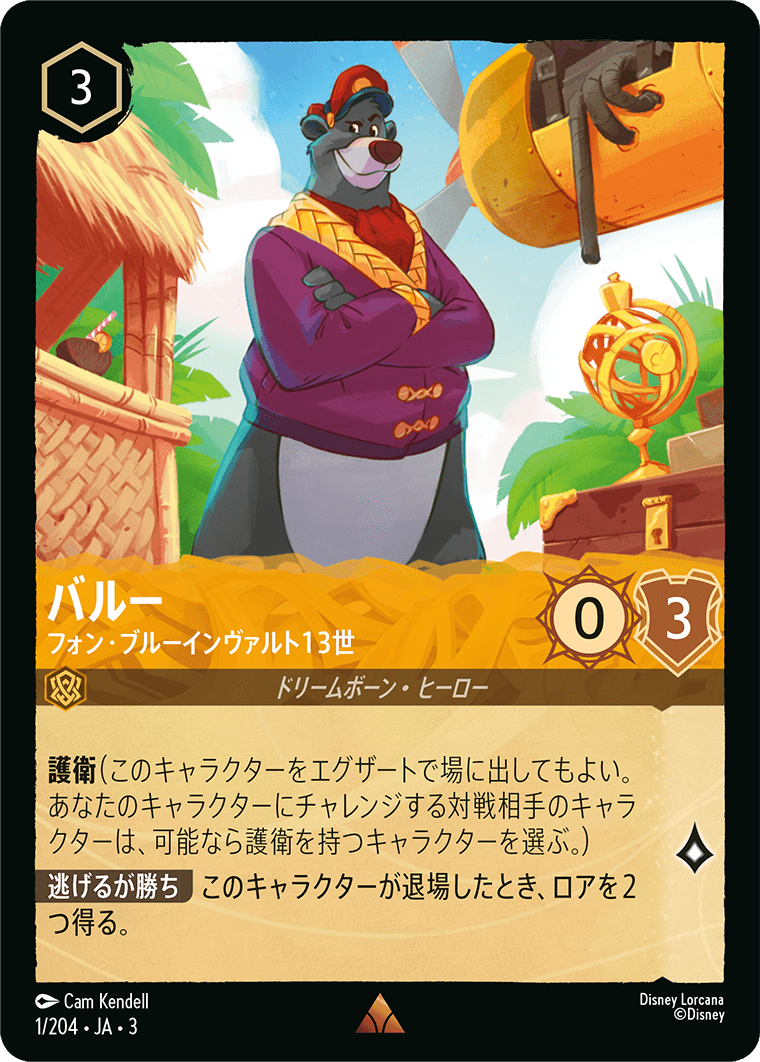 3
バルー
フォン・ブルーインヴァルト13世
0
3
ドリームボーン・ヒーロー
護衛(このキャラクターをエグザートで場に出してもよい。
あなたのキャラクターにチャレンジする対戦相手のキャラ
クターは、可能なら護衛を持つキャラクターを選ぶ。)
逃げるが勝ち このキャラクターが退場したとき、ロアを2
つ得る。
Cam Kendell
1/204・JA・3
Disney Lorcana
©Disney